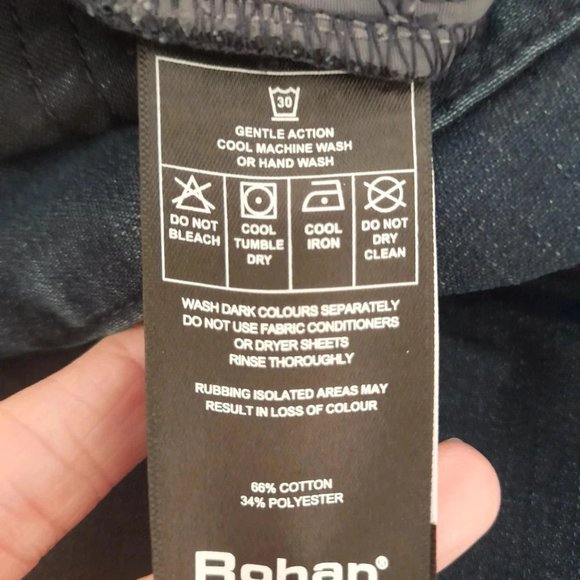 30
GENTLE ACTION
COOL MACHINE WASH
OR HAND WASH
DO NOT
BLEACH
COOL
TUMBLE
DRY
COOL
IRON
DO NOT
DRY
CLEAN
WASH DARK COLOURS SEPARATELY
DO NOT USE FABRIC CONDITIONERS
OR DRYER SHEETS
RINSE THOROUGHLY
RUBBING ISOLATED AREAS MAY
RESULT IN LOSS OF COLOUR
66% COTTON
34% POLYESTER
Rohan®